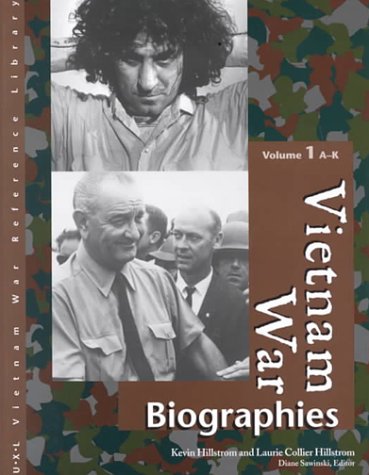 U·X·L Vietnam War Reference Library
Volume 1 A–K
Vietnam
War
Biographies
Kevin Hillstrom and Laurie Collier Hillstrom
Diane Sawinski, Editor